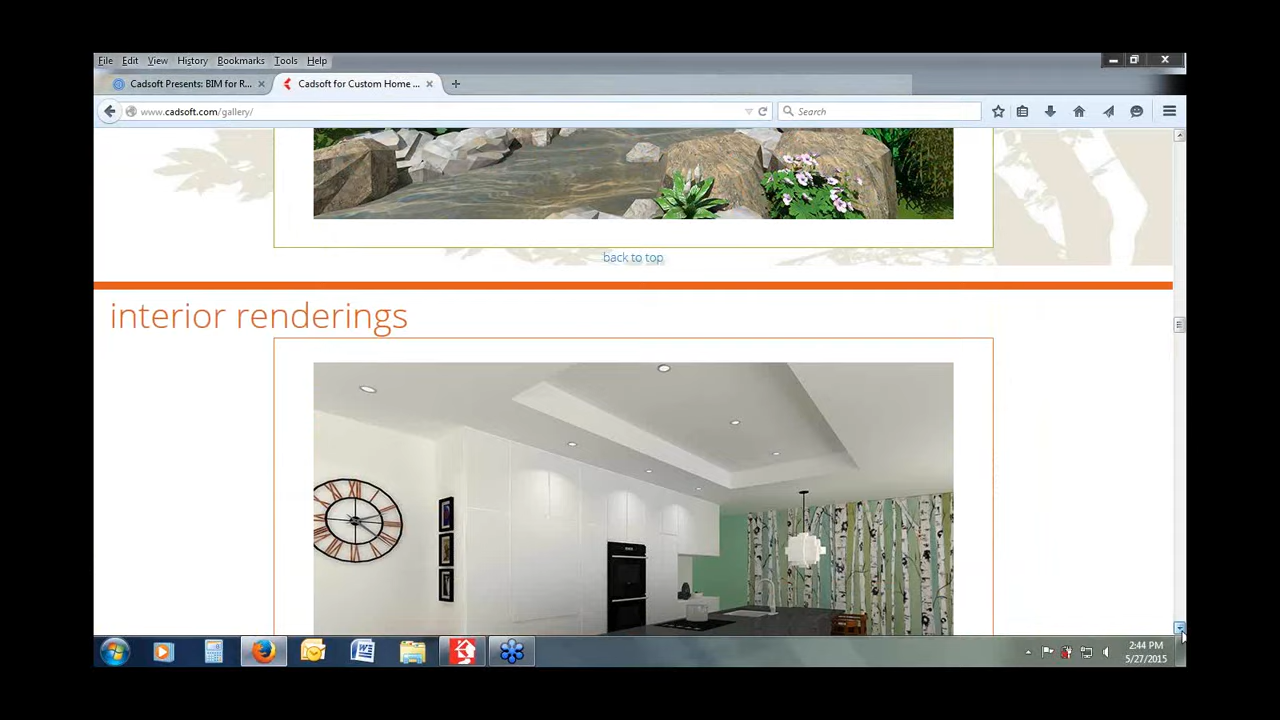 File Edit View History Bookmarks Tools Help
Cadsoft Presents: BIM for R... Cadsoft for Custom Home ...
www.cadsoft.com/gallery/ Search
back to top
interior renderings
2:44 PM
5/27/2015